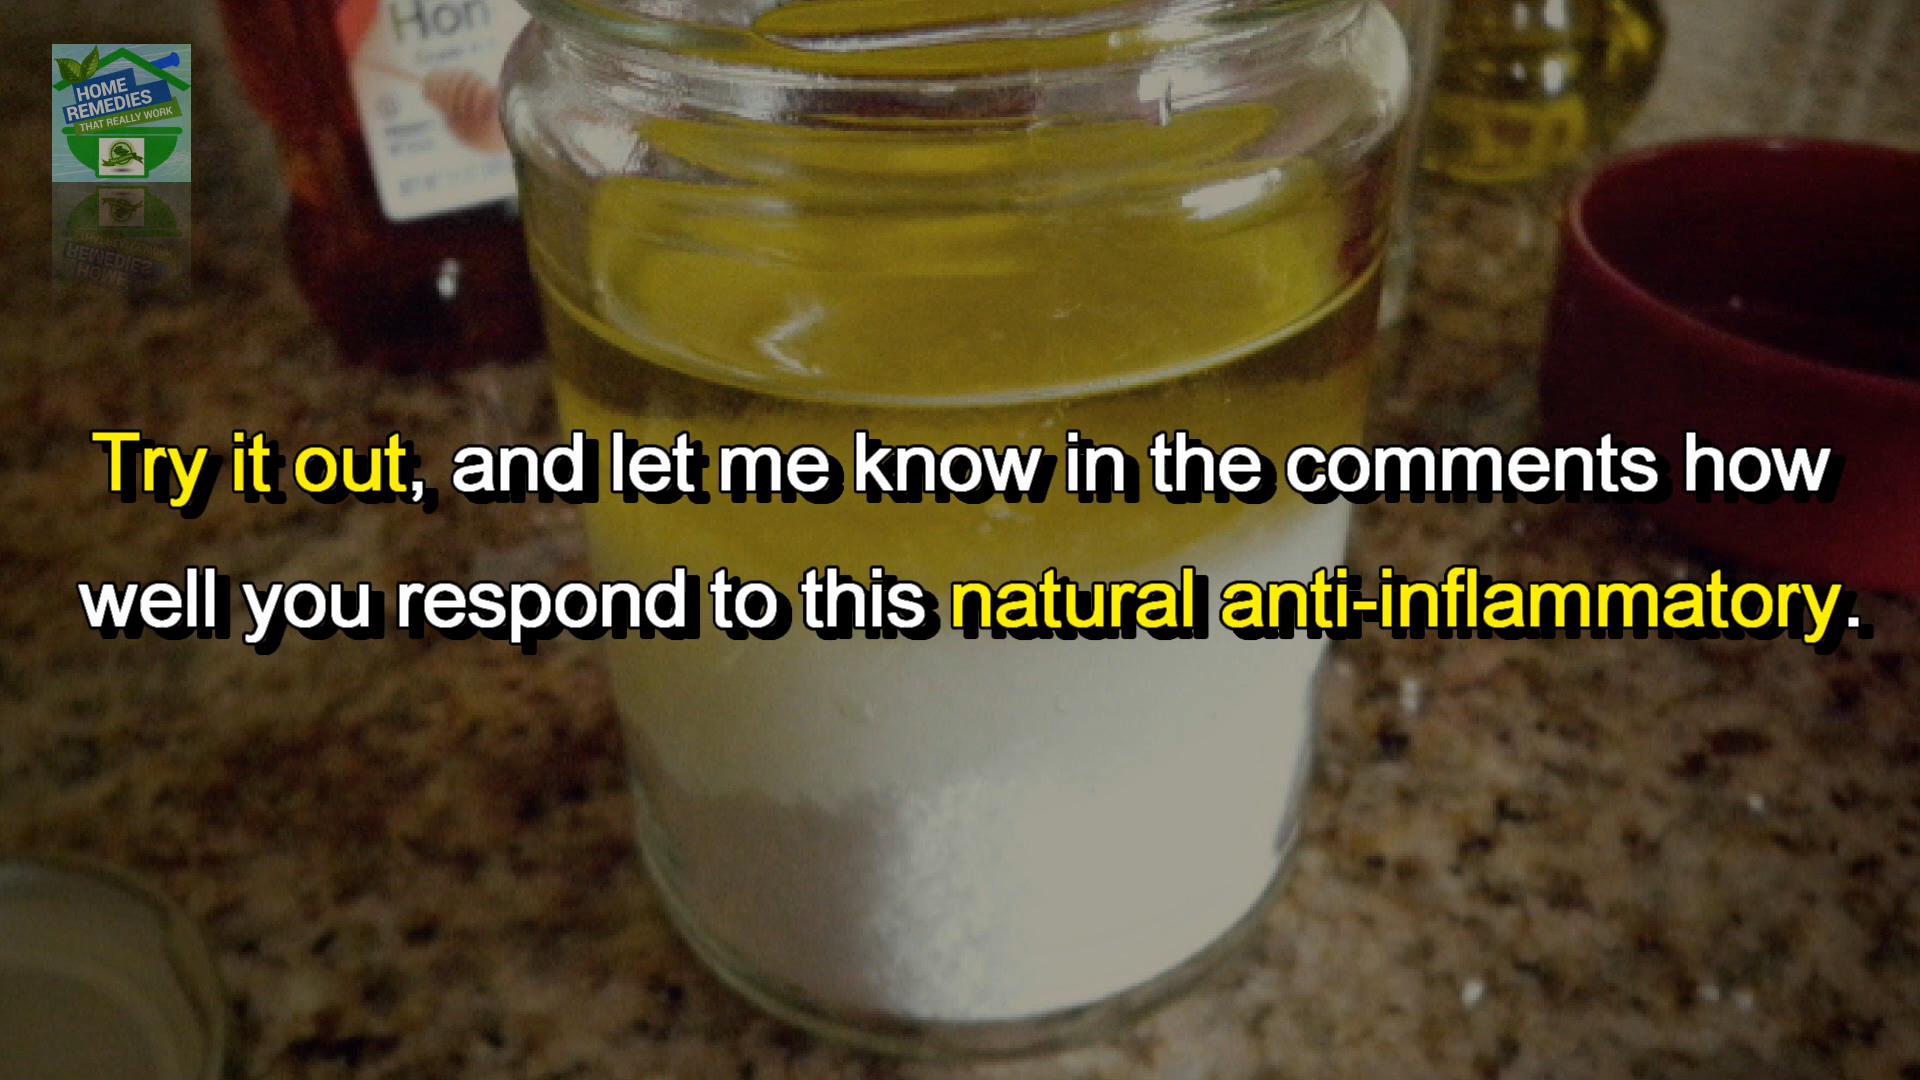 HOME
REMEDIES
THAT REALLY WORK
Hon
Try it out, and let me know in the comments how
well you respond to this natural anti-inflammatory.